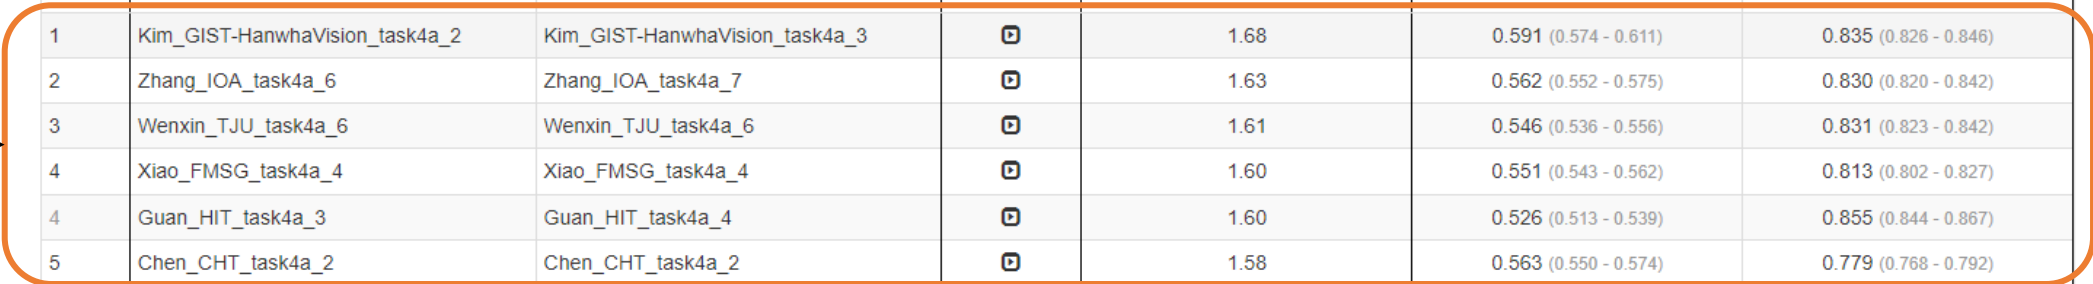 1 Kim_GIST-HanwhaVision_task4a_2 Kim_GIST-HanwhaVision_task4a_3 1.68 0.591 (0.574 - 0.611) 0.835 (0.826 - 0.846)
2 Zhang_IOA_task4a_6 Zhang_IOA_task4a_7 1.63 0.562 (0.552 - 0.575) 0.830 (0.820 - 0.842)
3 Wenxin_TJU_task4a_6 Wenxin_TJU_task4a_6 1.61 0.546 (0.536 - 0.556) 0.831 (0.823 - 0.842)
4 Xiao_FMSG_task4a_4 Xiao_FMSG_task4a_4 1.60 0.551 (0.543 - 0.562) 0.813 (0.802 - 0.827)
4 Guan_HIT_task4a_3 Guan_HIT_task4a_4 1.60 0.526 (0.513 - 0.539) 0.855 (0.844 - 0.867)
5 Chen_CHT_task4a_2 Chen_CHT_task4a_2 1.58 0.563 (0.550 - 0.574) 0.779 (0.768 - 0.792)